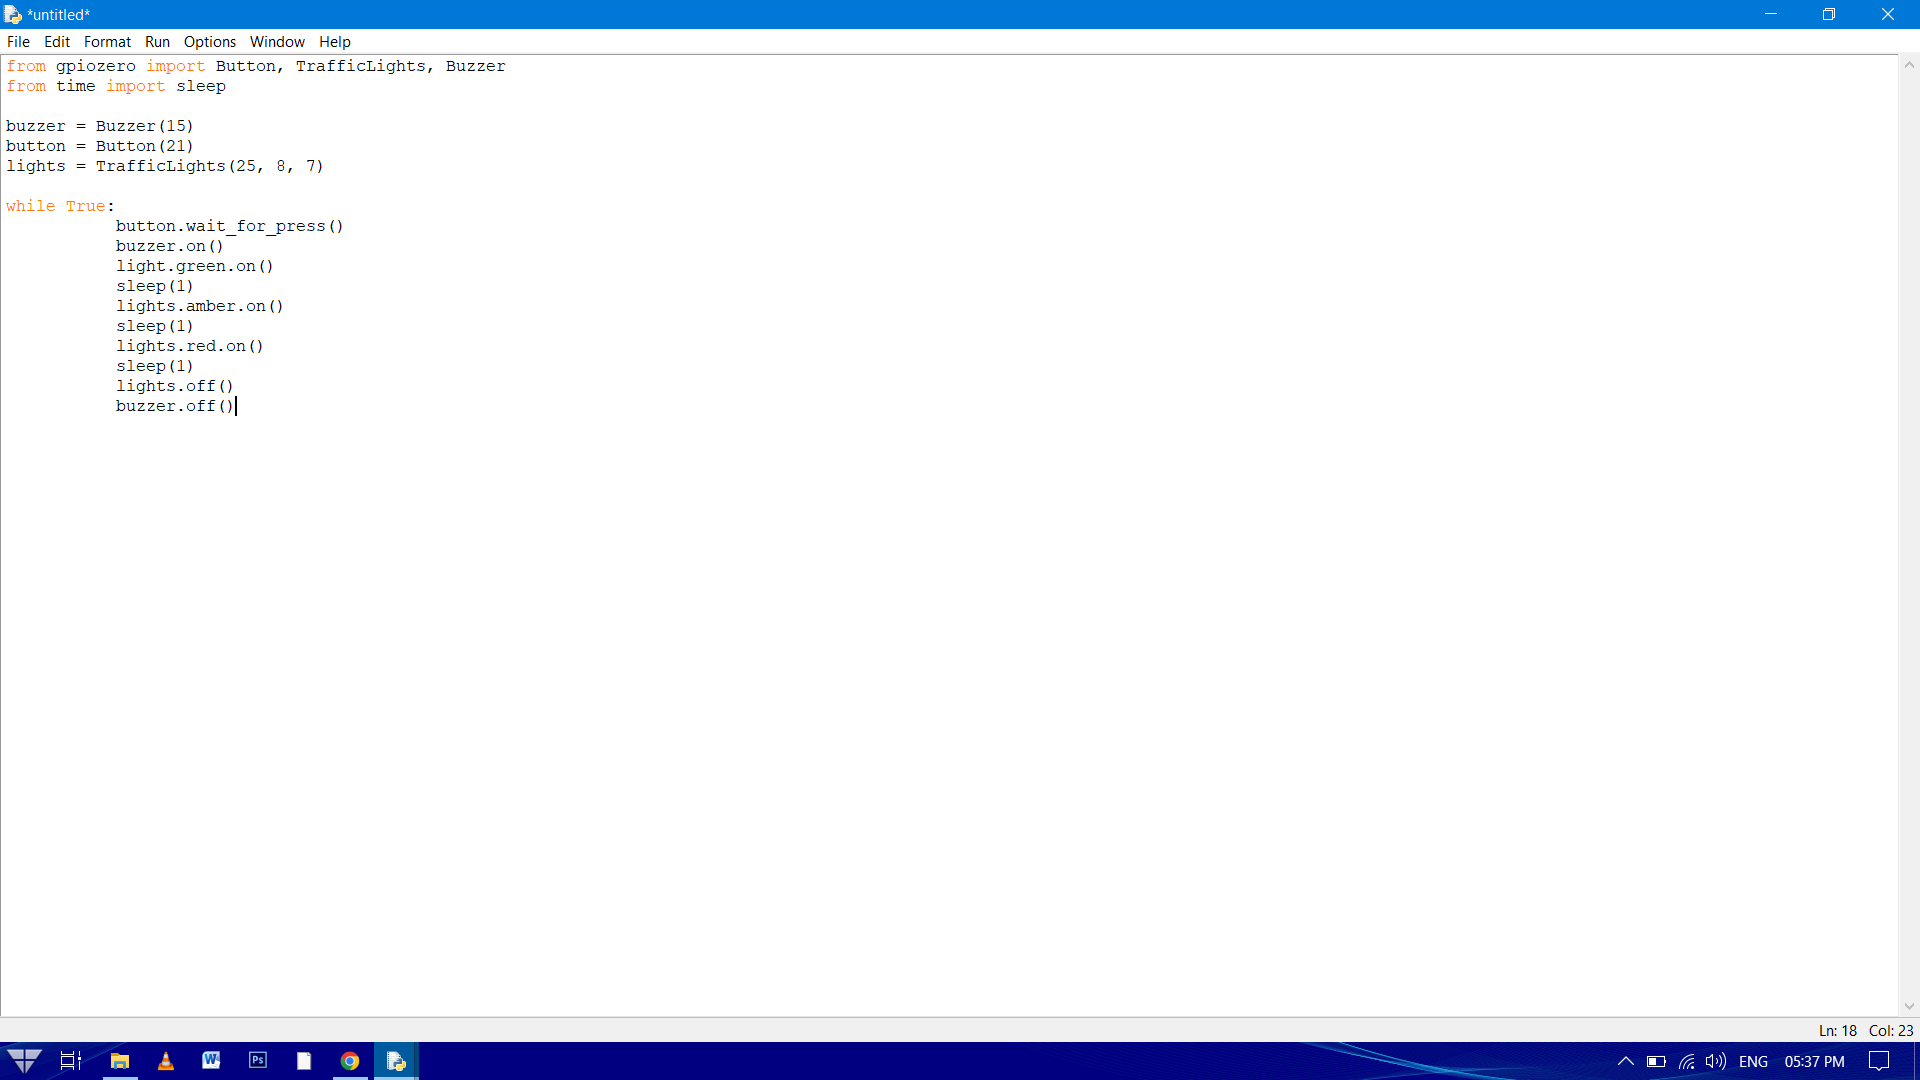 *untitled*
File Edit Format Run Options Window Help
from gpiozero import Button, TrafficLights, Buzzer
from time import sleep

buzzer = Buzzer(15)
button = Button(21)
lights = TrafficLights(25, 8, 7)

while True:
           button.wait_for_press()
           buzzer.on()
           light.green.on()
           sleep(1)
           lights.amber.on()
           sleep(1)
           lights.red.on()
           sleep(1)
           lights.off()
           buzzer.off()
Ln: 18 Col: 23
W Ps ENG 05:37 PM